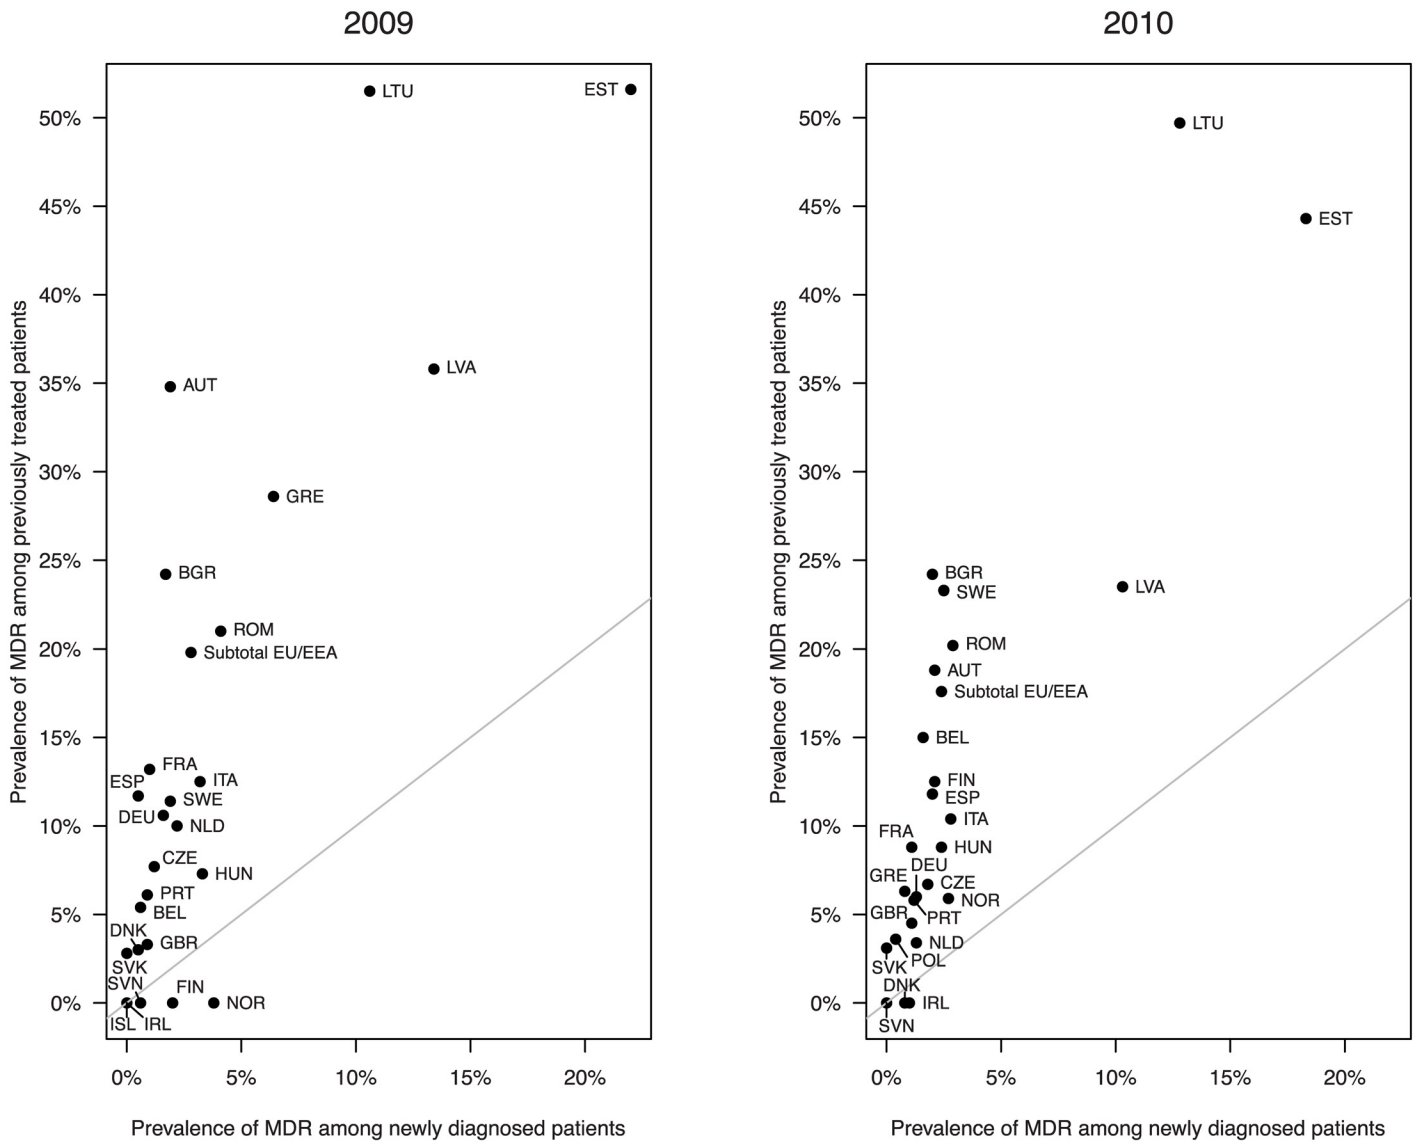 2009
Prevalence of MDR among previously treated patients
50%
45%
40%
35%
30%
25%
20%
15%
10%
5%
0%
LTU
EST
LVA
AUT
GRE
BGR
ROM
Subtotal EU/EEA
FRA
ESP
ITA
SWE
DEU
NLD
CZE
HUN
PRT
BEL
DNK
GBR
SVK
SVN
FIN
NOR
ISL
IRL
0%
5%
10%
15%
20%
Prevalence of MDR among newly diagnosed patients
2010
Prevalence of MDR among previously treated patients
50%
45%
40%
35%
30%
25%
20%
15%
10%
5%
0%
LTU
EST
BGR
SWE
LVA
ROM
AUT
Subtotal EU/EEA
BEL
FIN
ESP
ITA
FRA
HUN
DEU
GRE
CZE
NOR
GBR
PRT
NLD
POL
SVK
DNK
IRL
SVN
0%
5%
10%
15%
20%
Prevalence of MDR among newly diagnosed patients